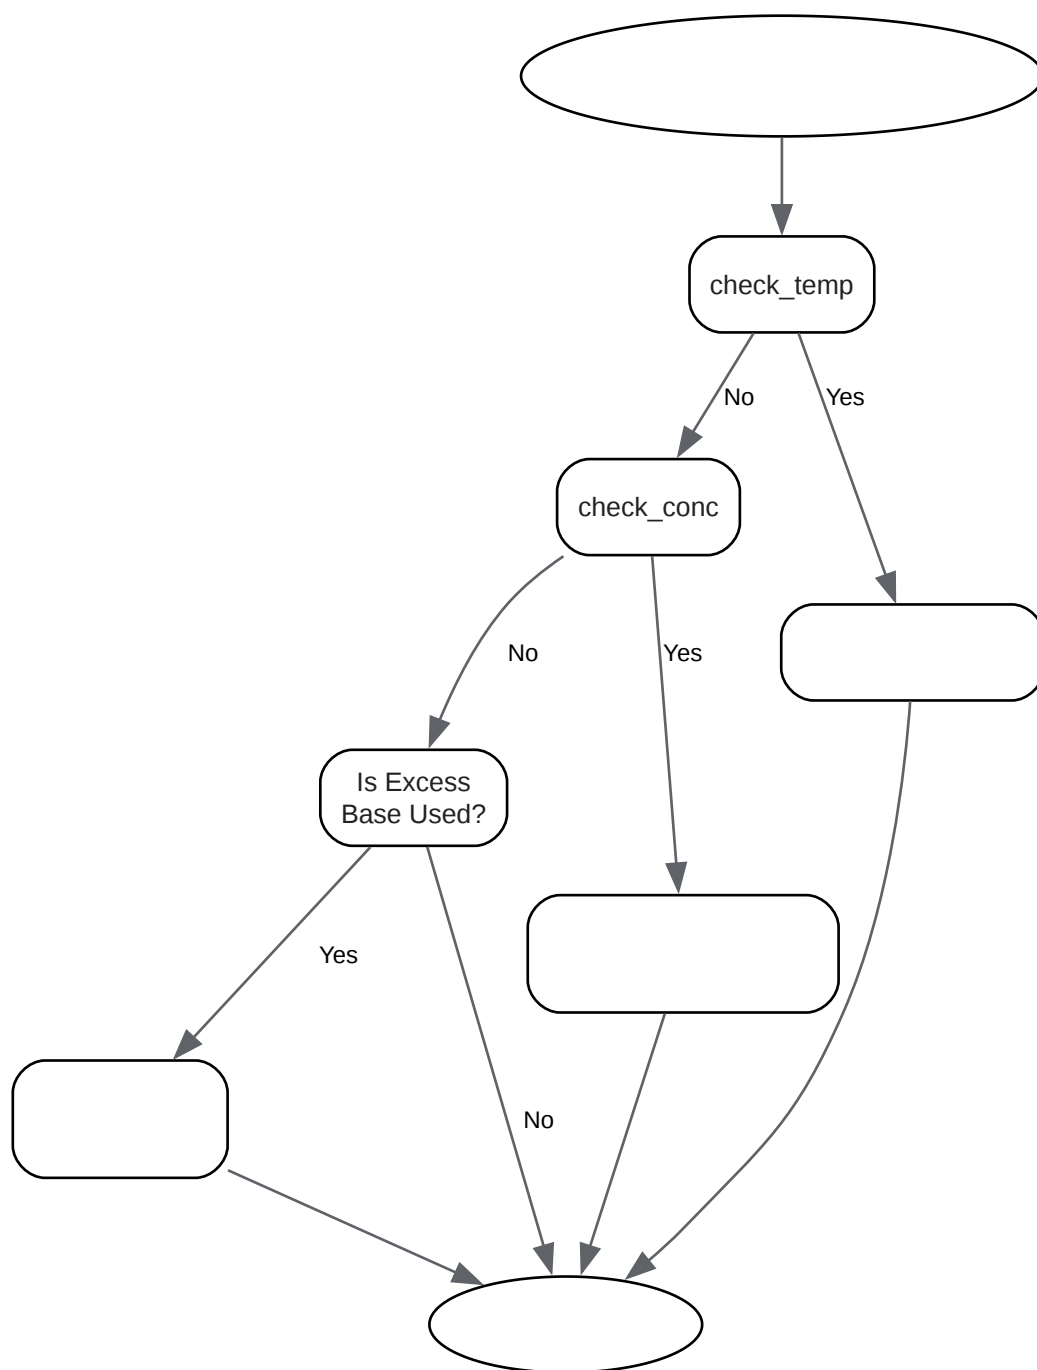 check_temp
No
Yes
check_conc
No
Yes
Is Excess
Base Used?
Yes
No